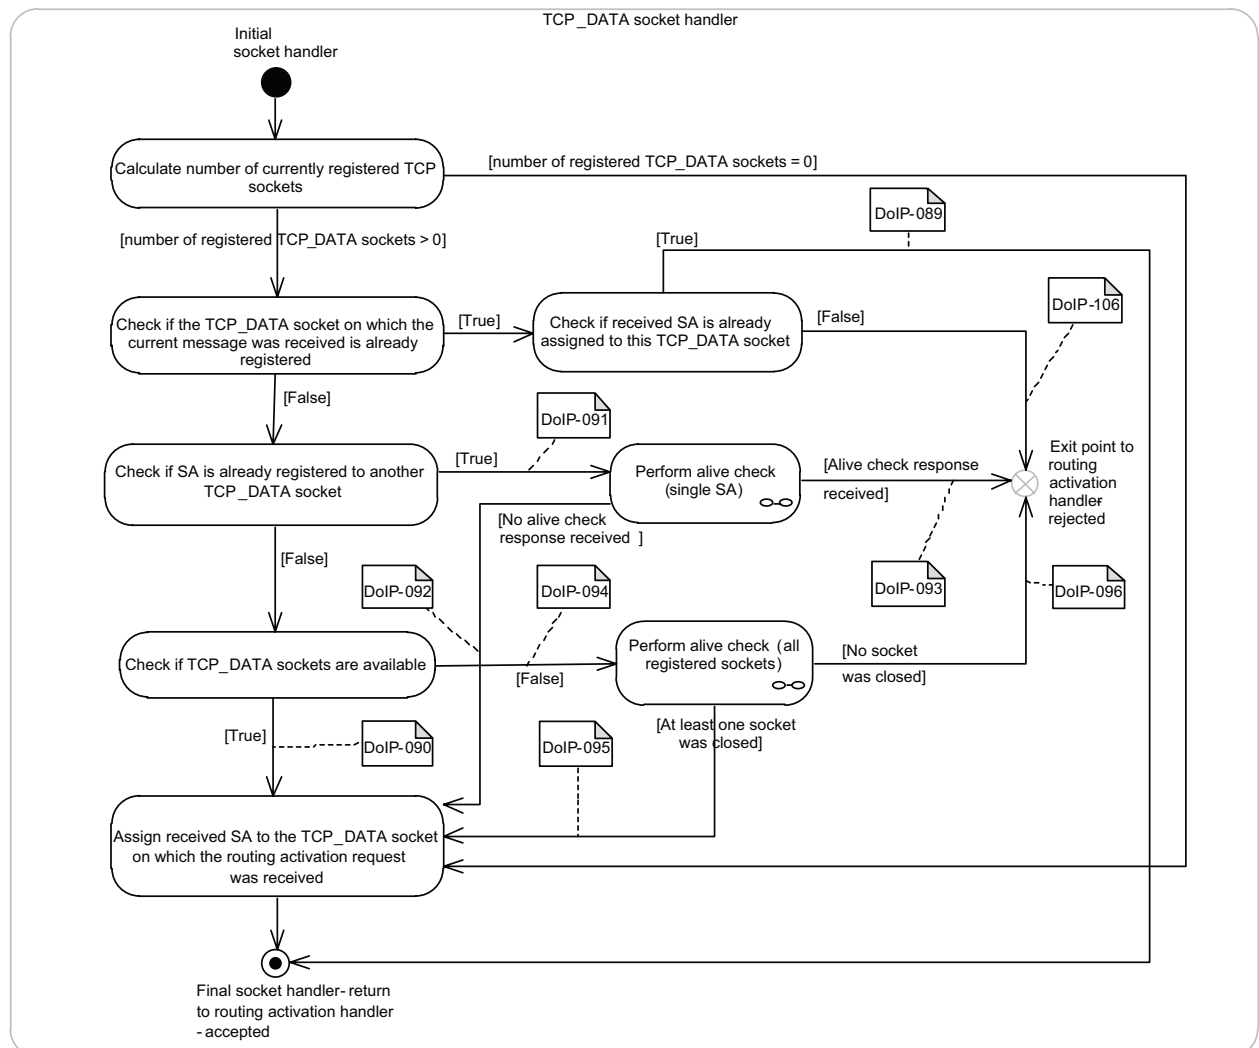 TCP_DATA socket handler
Initial
socket handler
Calculate number of currently registered TCP
sockets
[number of registered TCP_DATA sockets = 0]
DoIP-089
[number of registered TCP_DATA sockets > 0]
[True]
DoIP-106
Check if the TCP_DATA socket on which the
current message was received is already
registered
[True]
Check if received SA is already
assigned to this TCP_DATA socket
[False]
[False]
DoIP-091
Check if SA is already registered to another
TCP_DATA socket
[True]
Perform alive check
(single SA)
[Alive check response
received]
Exit point to
routing
activation
handler-
rejected
[No alive check
response received ]
[False]
DoIP-092
DoIP-094
DoIP-093
DoIP-096
Check if TCP_DATA sockets are available
[False]
Perform alive check (all
registered sockets)
[No socket
was closed]
[True]
DoIP-090
DoIP-095
[At least one socket
was closed]
Assign received SA to the TCP_DATA socket
on which the routing activation request
was received
Final socket handler- return
to routing activation handler
- accepted